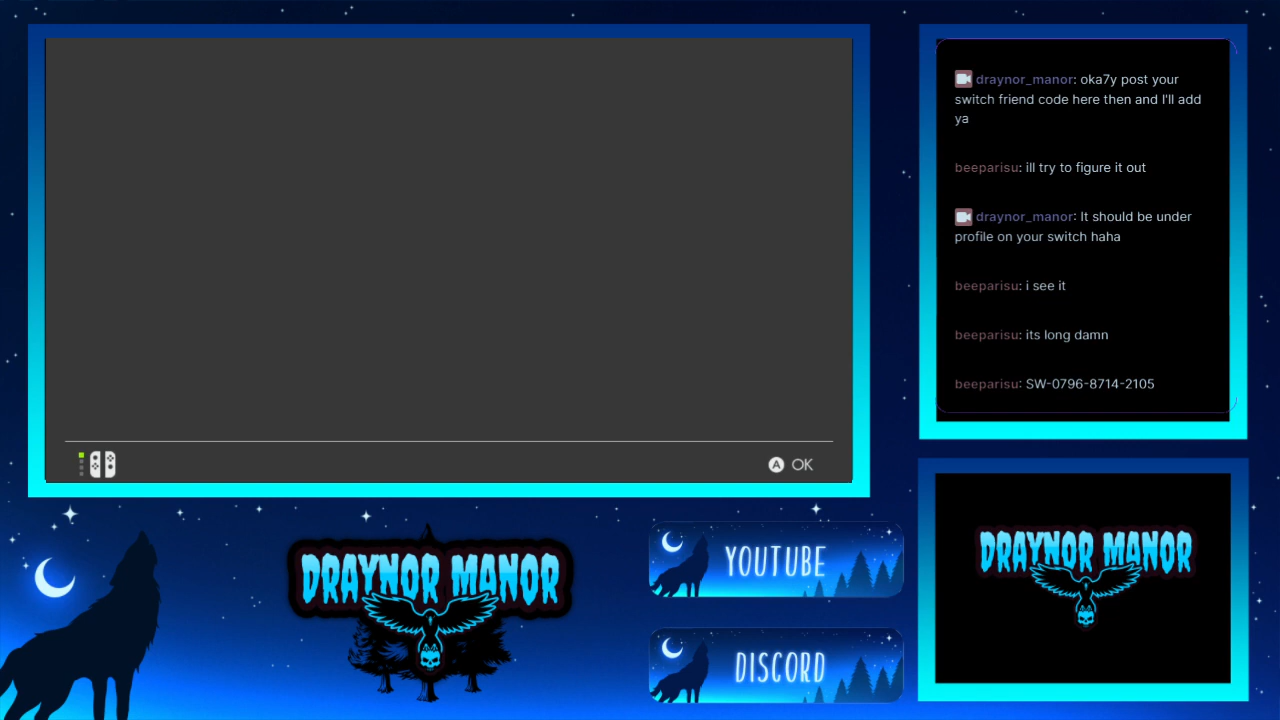 draynor_manor: oka7y post your
switch friend code here then and I'll add
ya
beeparisu: ill try to figure it out
draynor_manor: It should be under
profile on your switch haha
beeparisu: i see it
beeparisu: its long damn
beeparisu: SW-0796-8714-2105
A OK
DRAYNOR MANOR
YOUTUBE
DISCORD
DRAYNOR MANOR